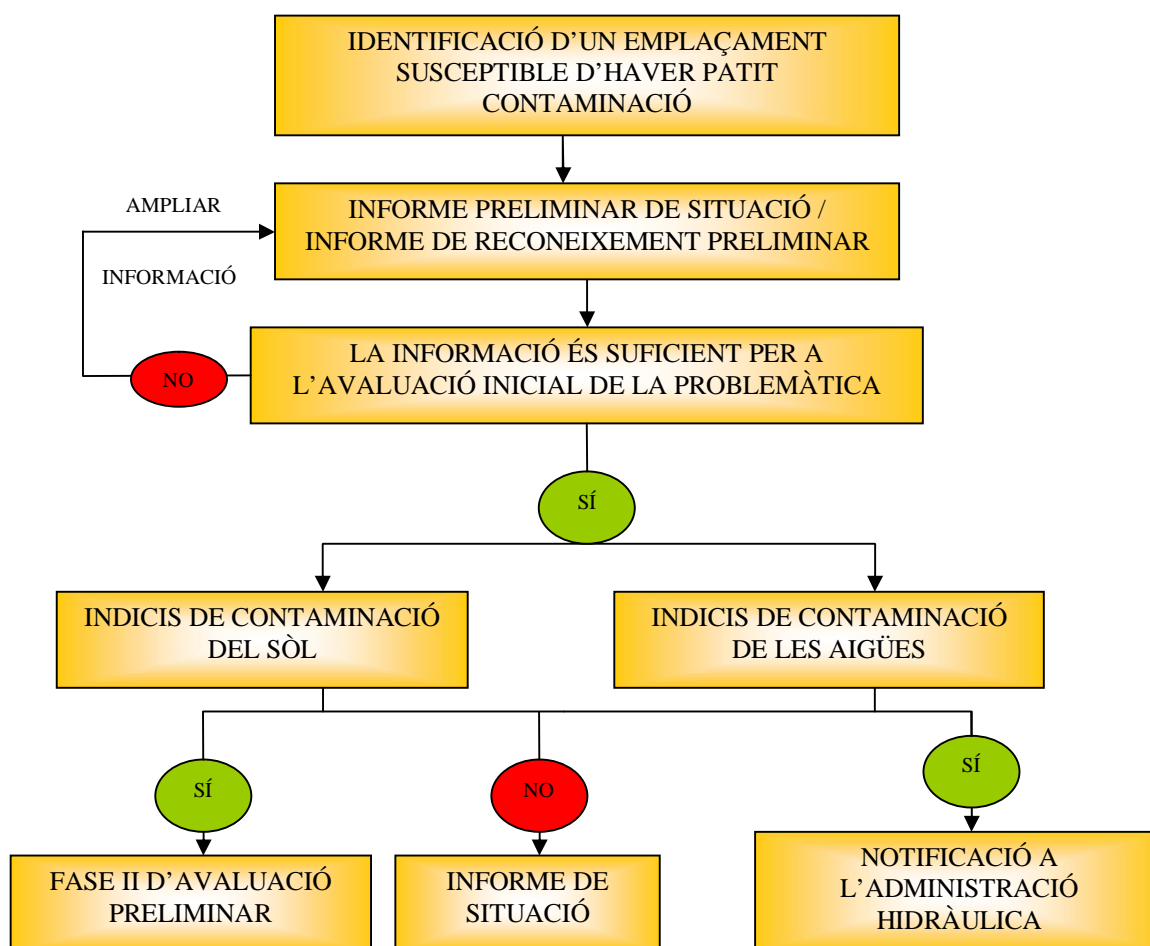 IDENTIFICACIÓ D’UN EMPLAÇAMENT
SUSCEPTIBLE D’HAVER PATIT
CONTAMINACIÓ
AMPLIAR
INFORMACIÓ
INFORME PRELIMINAR DE SITUACIÓ /
INFORME DE RECONEIXEMENT PRELIMINAR
LA INFORMACIÓ ÉS SUFICIENT PER A
L’AVALUACIÓ INICIAL DE LA PROBLEMÀTICA
NO
SÍ
INDICIS DE CONTAMINACIÓ
DEL SÒL
INDICIS DE CONTAMINACIÓ
DE LES AIGÜES
SÍ
NO
SÍ
FASE II D’AVALUACIÓ
PRELIMINAR
INFORME DE
SITUACIÓ
NOTIFICACIÓ A
L’ADMINISTRACIÓ
HIDRÀULICA